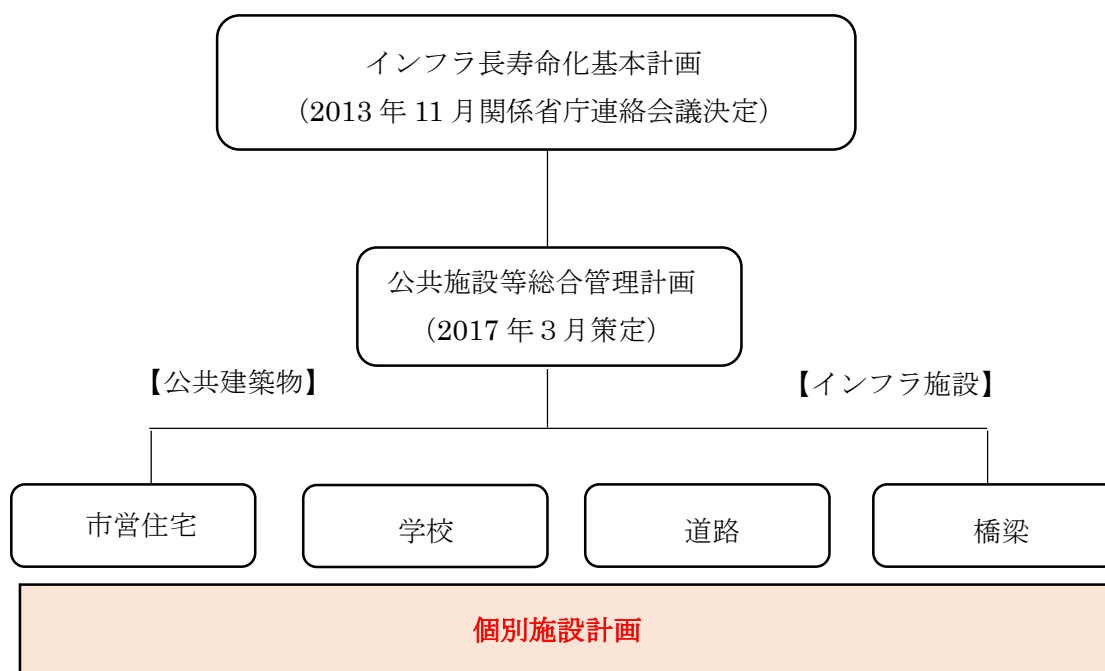 インフラ長寿命化基本計画
（2013 年 11 月関係省庁連絡会議決定）
公共施設等総合管理計画
（2017 年３月策定）
【公共建築物】
【インフラ施設】
市営住宅
学校
道路
橋梁
個別施設計画